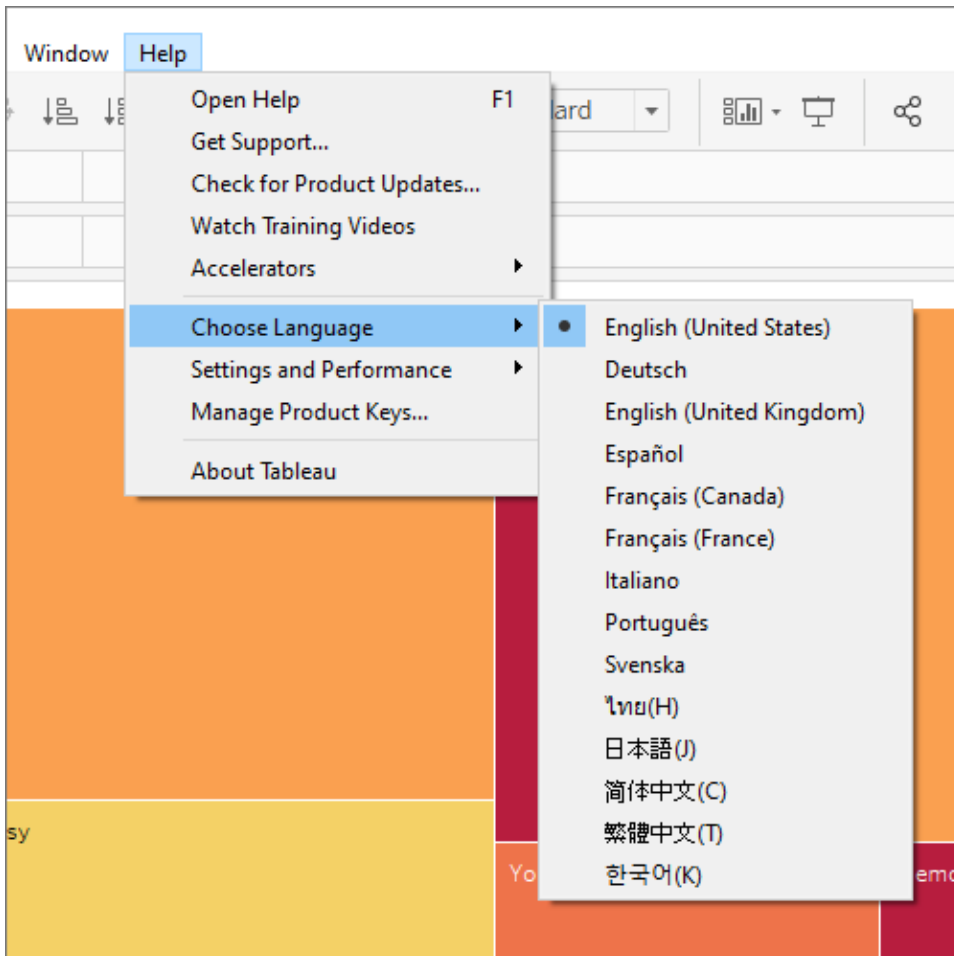 Window Help
Open Help F1
Get Support...
Check for Product Updates...
Watch Training Videos
Accelerators
Choose Language
Settings and Performance
Manage Product Keys...
About Tableau
English (United States)
Deutsch
English (United Kingdom)
Español
Français (Canada)
Français (France)
Italiano
Português
Svenska
ไทย(H)
日本語(J)
简体中文(C)
繁體中文(T)
한국어(K)